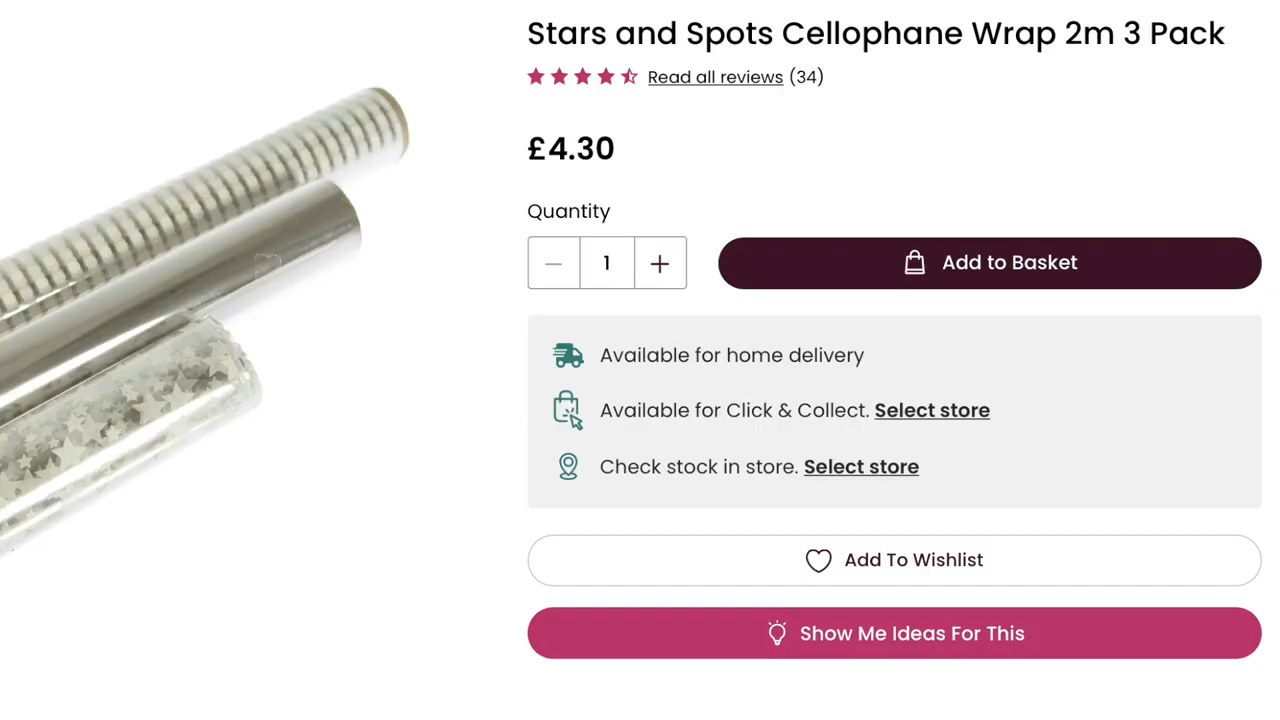 Stars and Spots Cellophane Wrap 2m 3 Pack
Read all reviews (34)
£4.30
Quantity
1
Add to Basket
Available for home delivery
Available for Click & Collect. Select store
Check stock in store. Select store
Add To Wishlist
Show Me Ideas For This